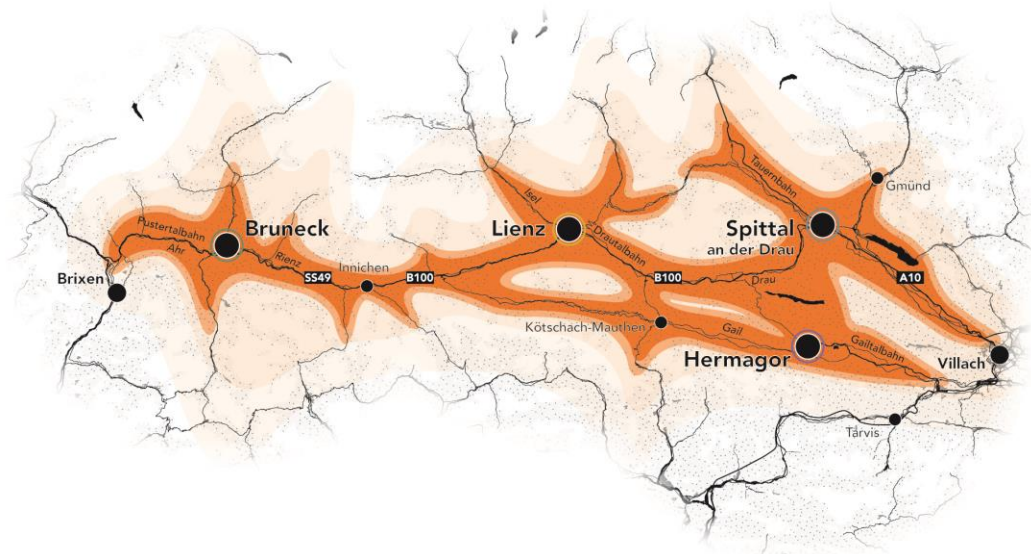 Tauernbahn
Gmünd
Isel
Pustertalbahn
Ahr
Bruneck
Rienz
Lienz
Drautalbahn
Spittal
an der Drau
Brixen
Innichen
SS49
B100
B100
Drau
A10
Kötschach-Mauthen
Gail
Hermagor
Gailtalbahn
Villach
Tarvis